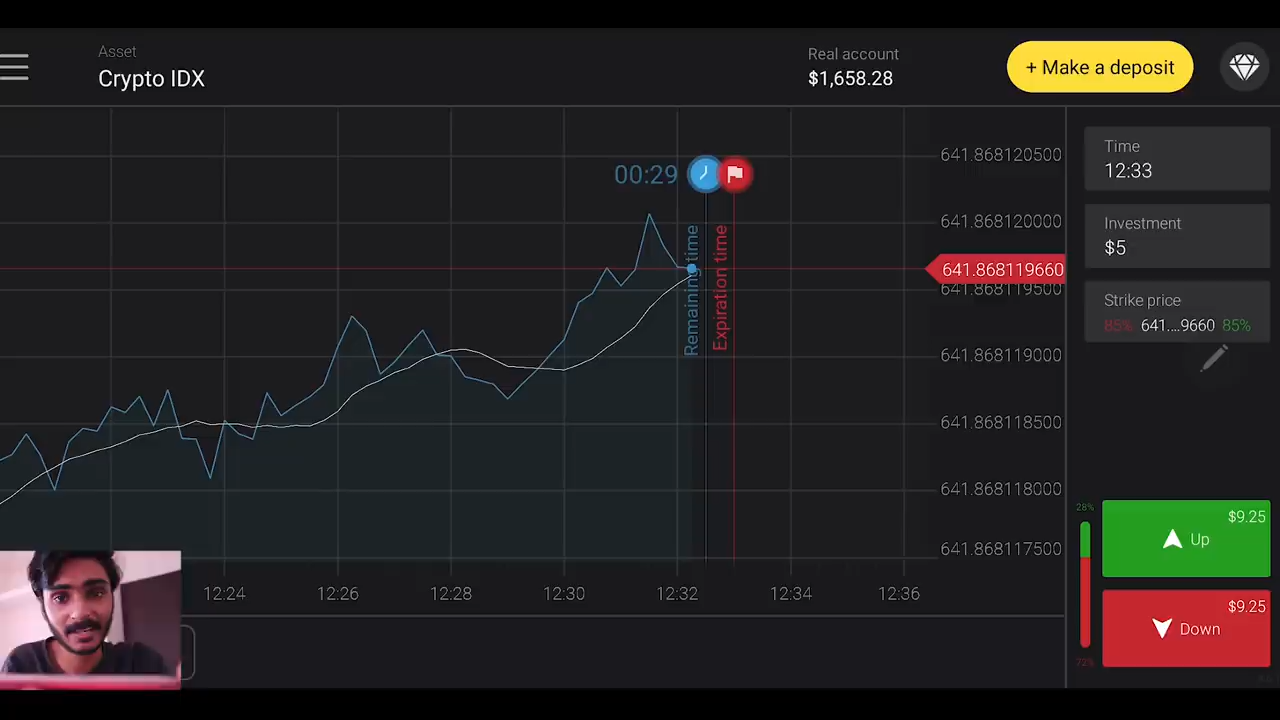 Asset
Crypto IDX
Real account
$1,658.28
+ Make a deposit
00:29
Remaining time
Expiration time
641.868120500
641.868120000
641.868119660
641.868119500
641.868119000
641.868118500
641.868118000
641.868117500
12:24
12:26
12:28
12:30
12:32
12:34
12:36
Time
12:33
Investment
$5
Strike price
85% 641....9660 85%
28%
$9.25
Up
$9.25
Down
72%